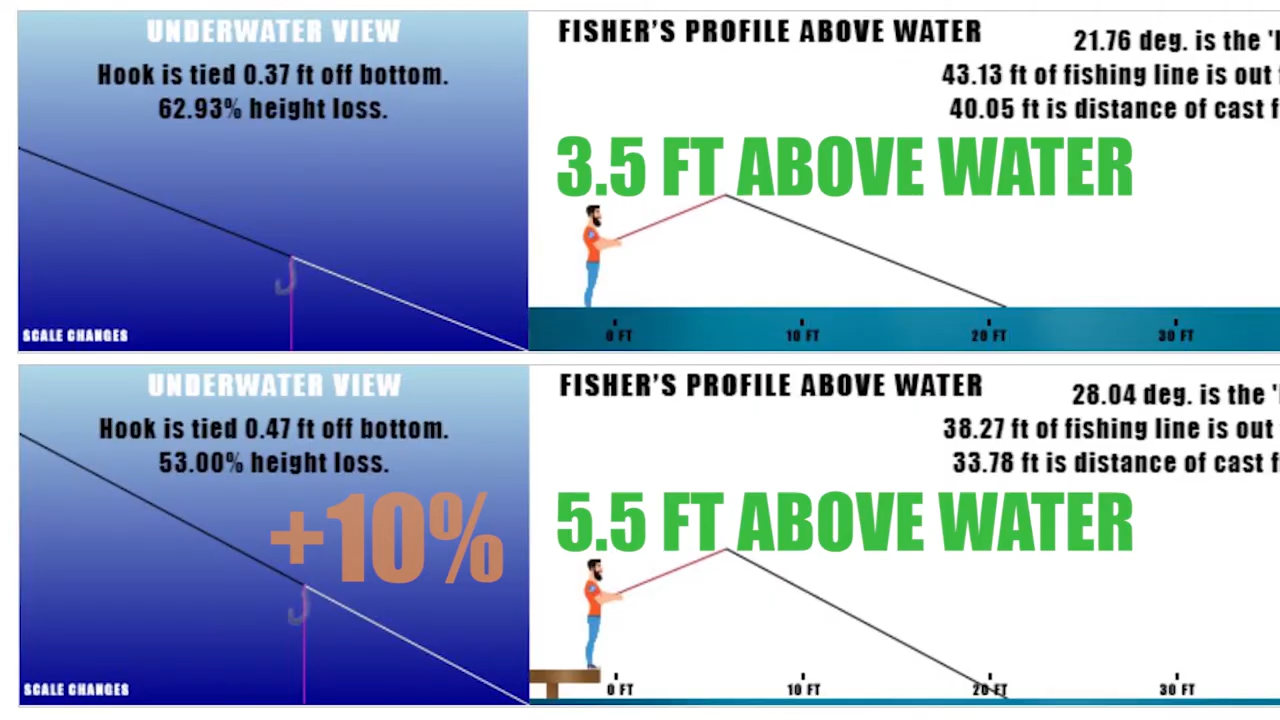 UNDERWATER VIEW
Hook is tied 0.37 ft off bottom.
62.93% height loss.
SCALE CHANGES
FISHER’S PROFILE ABOVE WATER
21.76 deg. is the
43.13 ft of fishing line is out
40.05 ft is distance of cast
3.5 FT ABOVE WATER
0 FT 10 FT 20 FT 30 FT
UNDERWATER VIEW
Hook is tied 0.47 ft off bottom.
53.00% height loss.
+10%
SCALE CHANGES
FISHER’S PROFILE ABOVE WATER
28.04 deg. is the
38.27 ft of fishing line is out
33.78 ft is distance of cast
5.5 FT ABOVE WATER
0 FT 10 FT 20 FT 30 FT